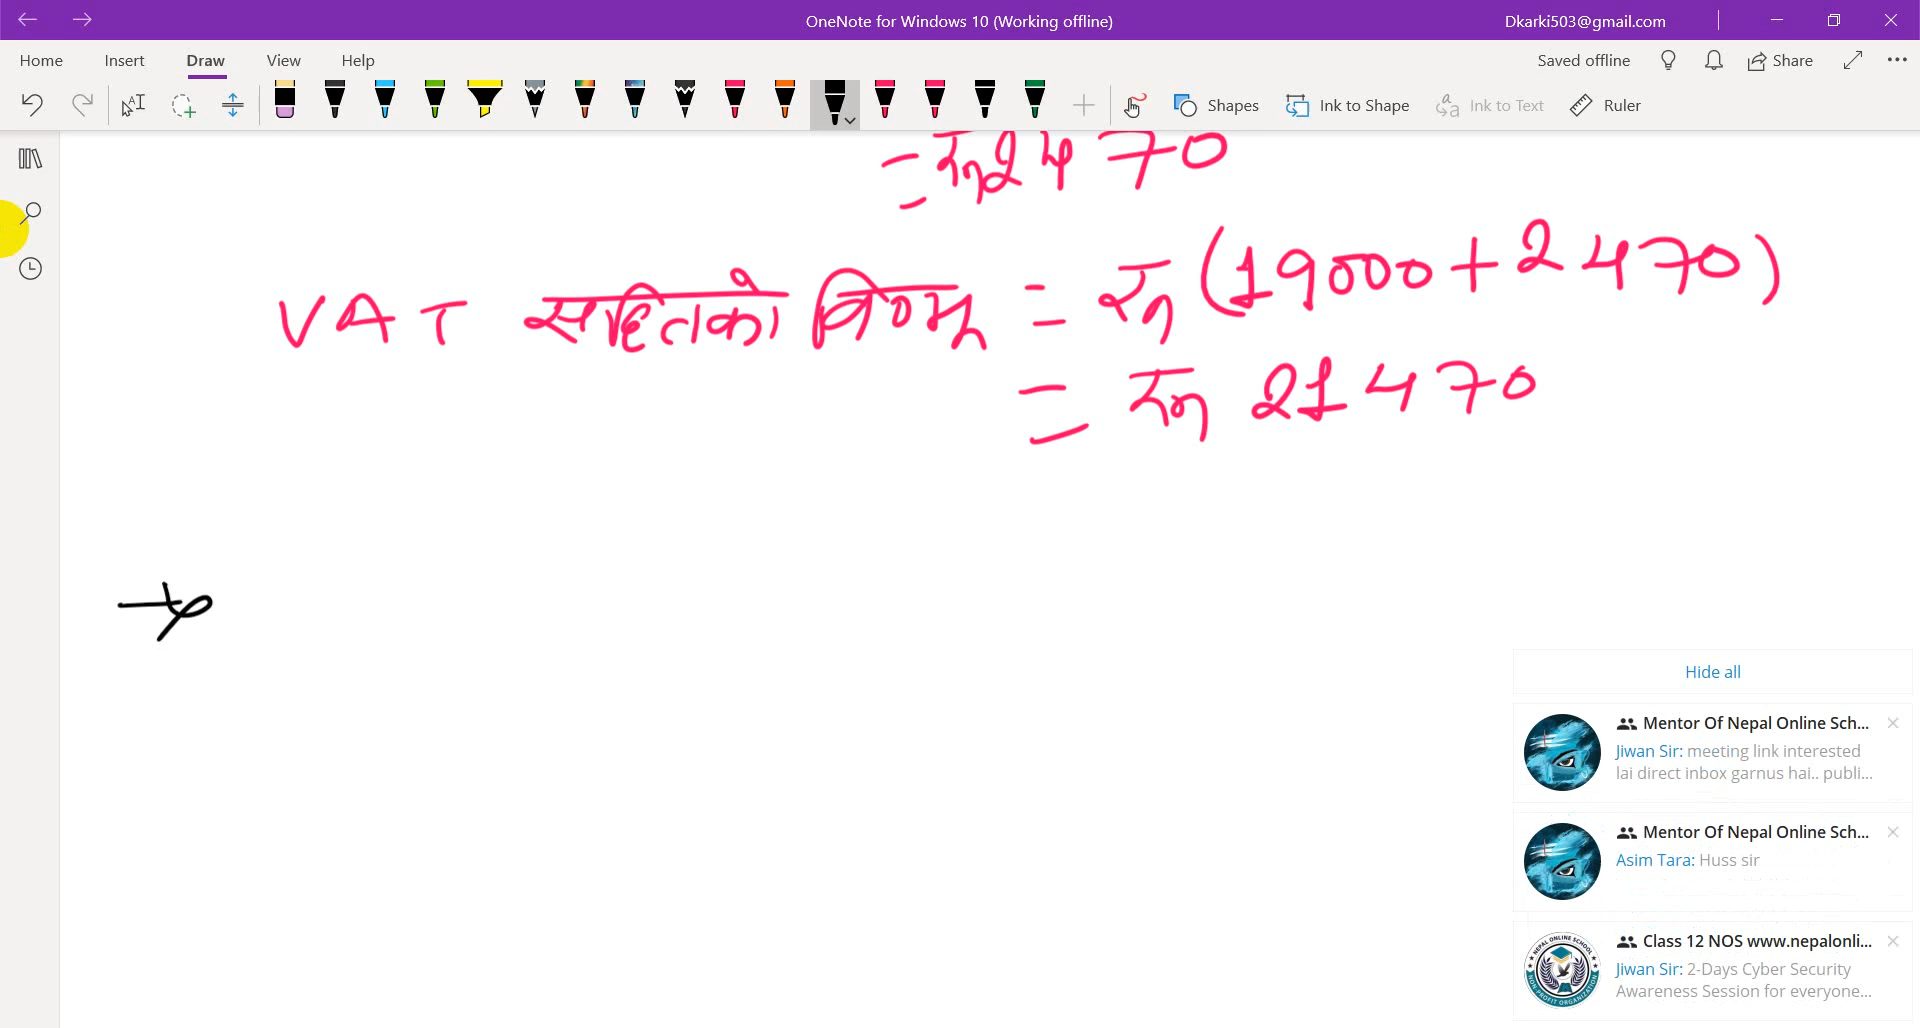 OneNote for Windows 10 (Working offline)
Dkarki503@gmail.com
Home Insert Draw View Help
Saved offline
Share
Shapes
Ink to Shape
Ink to Text
Ruler
= रु 2470
VAT सहितको = रु (19000 + 2470)
= रु 21470
Hide all
Mentor Of Nepal Online Sch...
Jiwan Sir: meeting link interested
lai direct inbox garnus hai.. publi...
Mentor Of Nepal Online Sch...
Asim Tara: Huss sir
Class 12 NOS www.nepalonli...
Jiwan Sir: 2-Days Cyber Security
Awareness Session for everyone...